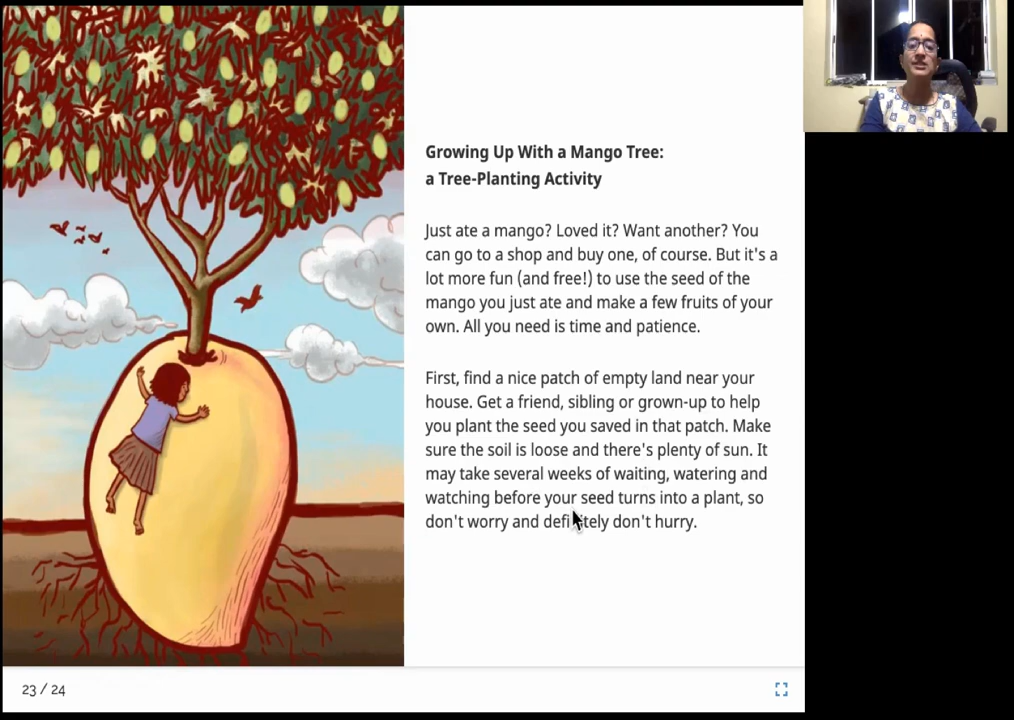 Growing Up With a Mango Tree:
a Tree-Planting Activity
Just ate a mango? Loved it? Want another? You
can go to a shop and buy one, of course. But it's a
lot more fun (and free!) to use the seed of the
mango you just ate and make a few fruits of your
own. All you need is time and patience.
First, find a nice patch of empty land near your
house. Get a friend, sibling or grown-up to help
you plant the seed you saved in that patch. Make
sure the soil is loose and there's plenty of sun. It
may take several weeks of waiting, watering and
watching before your seed turns into a plant, so
don't worry and definitely don't hurry.
23 / 24